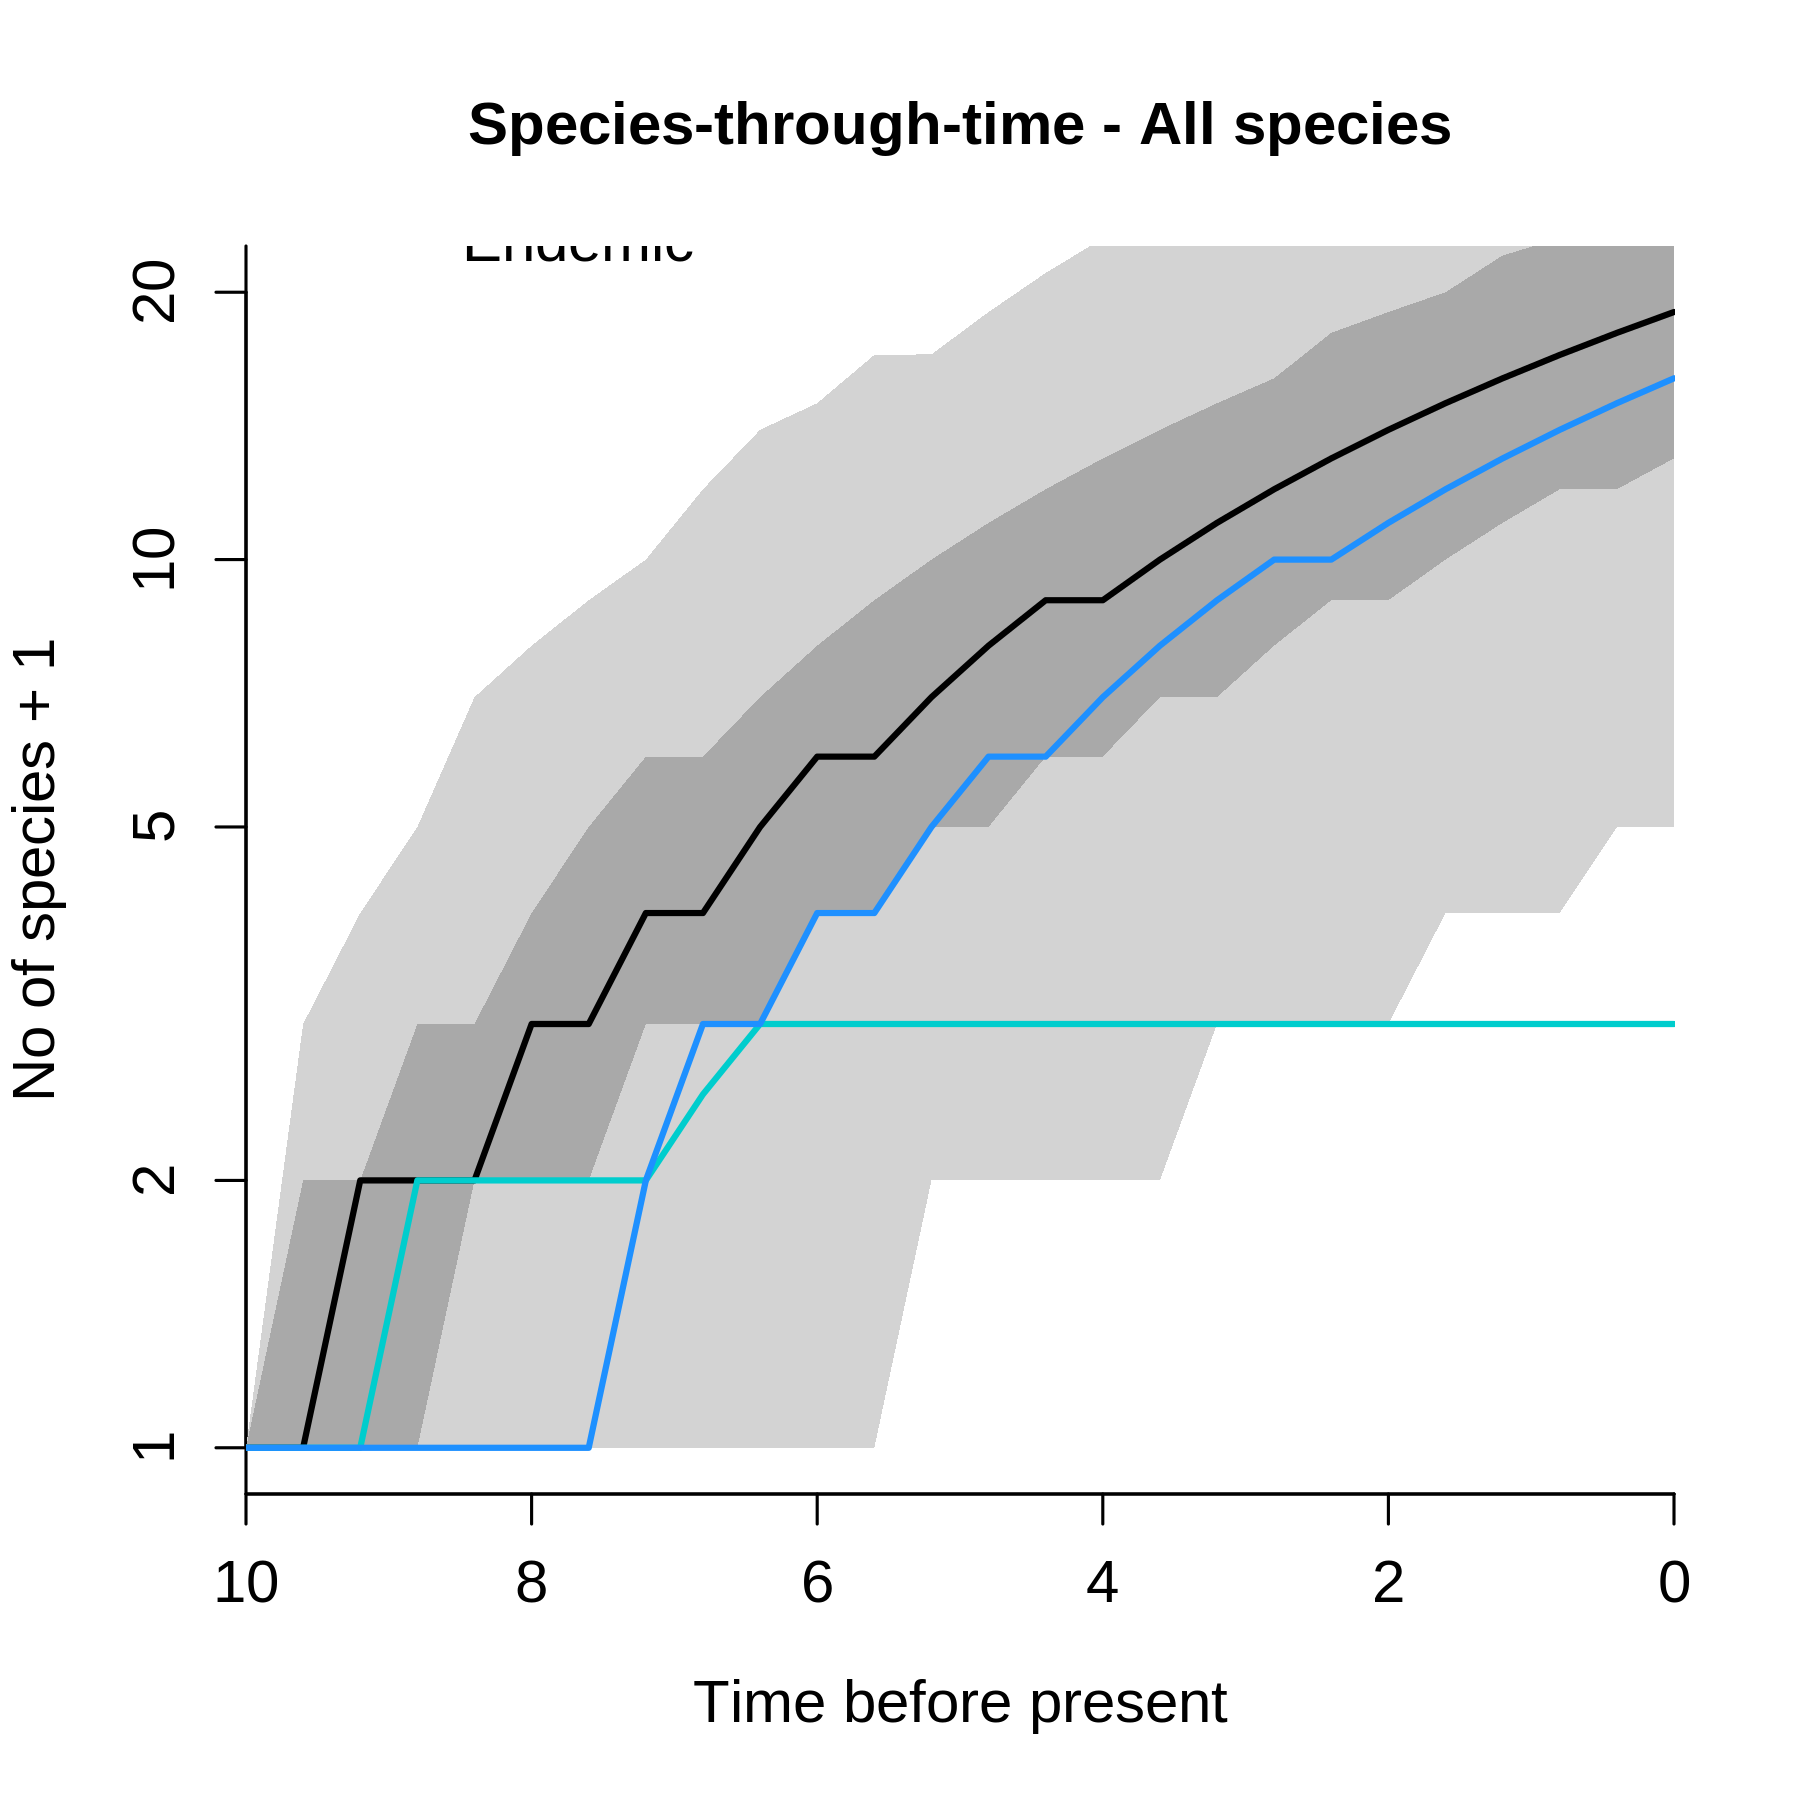 Species-through-time - All species
Endemic
20
10
5
2
1
No of species + 1
10 8 6 4 2 0
Time before present